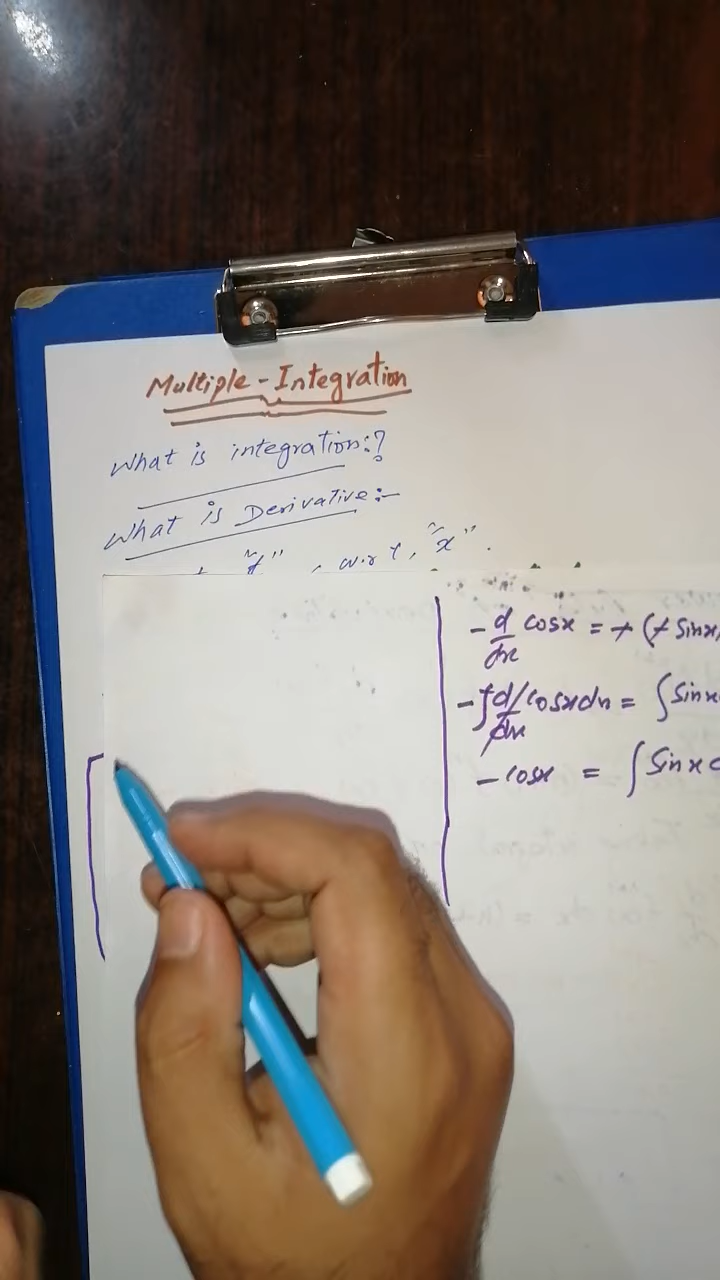 Multiple-Integration
What is integration:?
What is Derivative:-
"f" w.r.t, "x".
-d/dx cosx = + (+ sinx
-∫d/dx cosxdx = ∫sinx
-cosx = ∫sinx